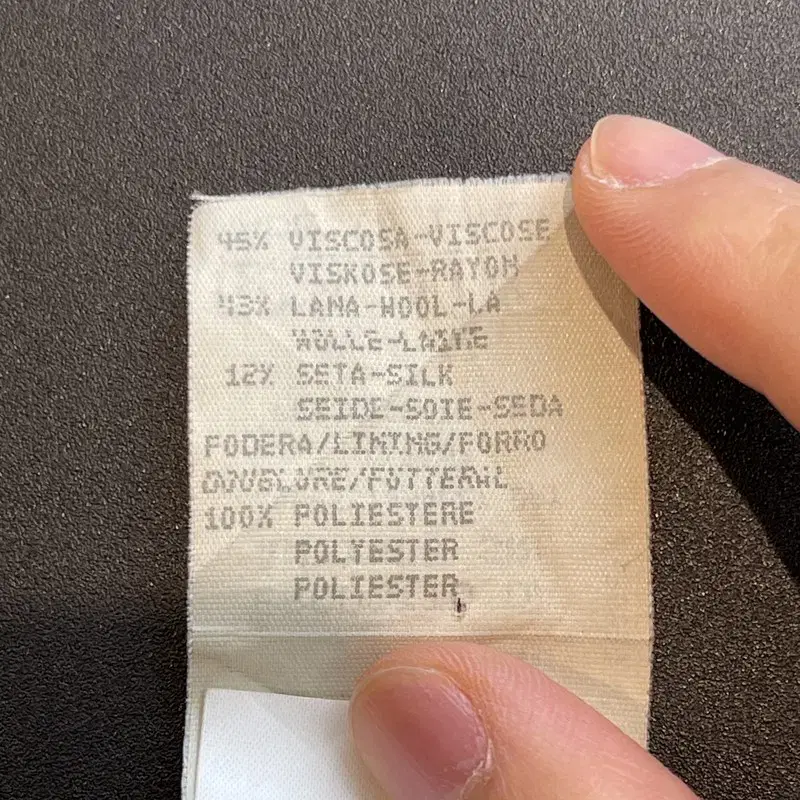 45% VISCOSA-VISCOSE
VISKOSE-RAYON
43% LANA-WOOL-LA
WOLLE-LAINE
12% SETA-SILK
SEIDE-SOIE-SEDA
FODERA/LINING/FORRO
DOUBLURE/FUTTERAL
100% POLIESTERE
POLYESTER
POLIESTER